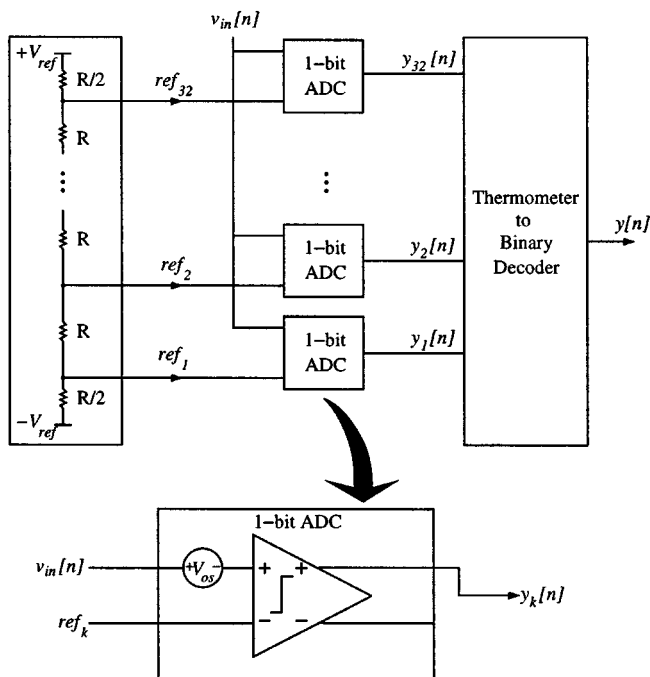 +V_ref
R/2
R
⋮
R
R
R/2
−V_ref
ref_32
ref_2
ref_1
v_in[n]
1−bit
ADC
⋮
1−bit
ADC
1−bit
ADC
y_32[n]
y_2[n]
y_1[n]
Thermometer
to
Binary
Decoder
y[n]
1−bit ADC
v_in[n]
+V_os−
+ +
ref_k
− −
y_k[n]